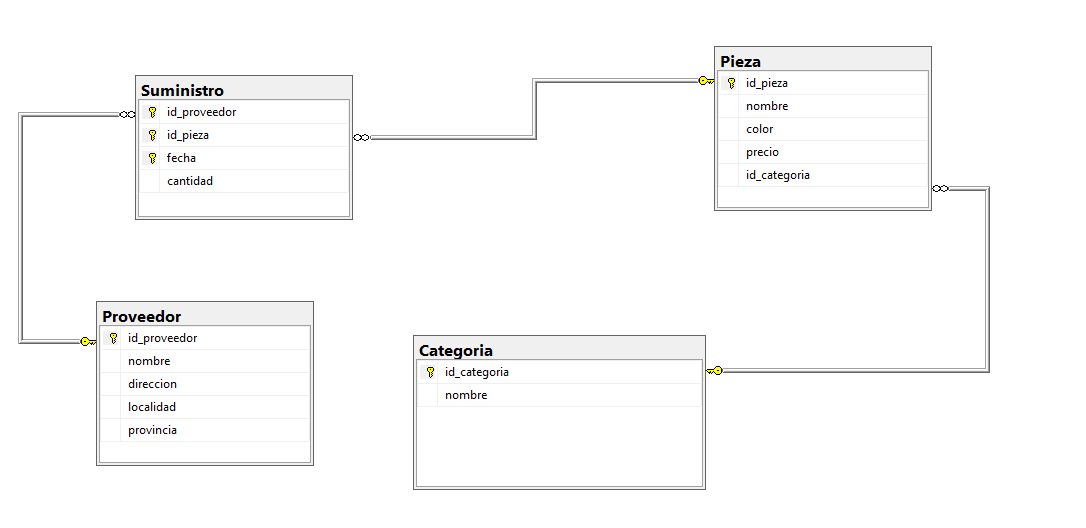 Suministro
id_proveedor
id_pieza
fecha
cantidad
Pieza
id_pieza
nombre
color
precio
id_categoria
Proveedor
id_proveedor
nombre
direccion
localidad
provincia
Categoria
id_categoria
nombre